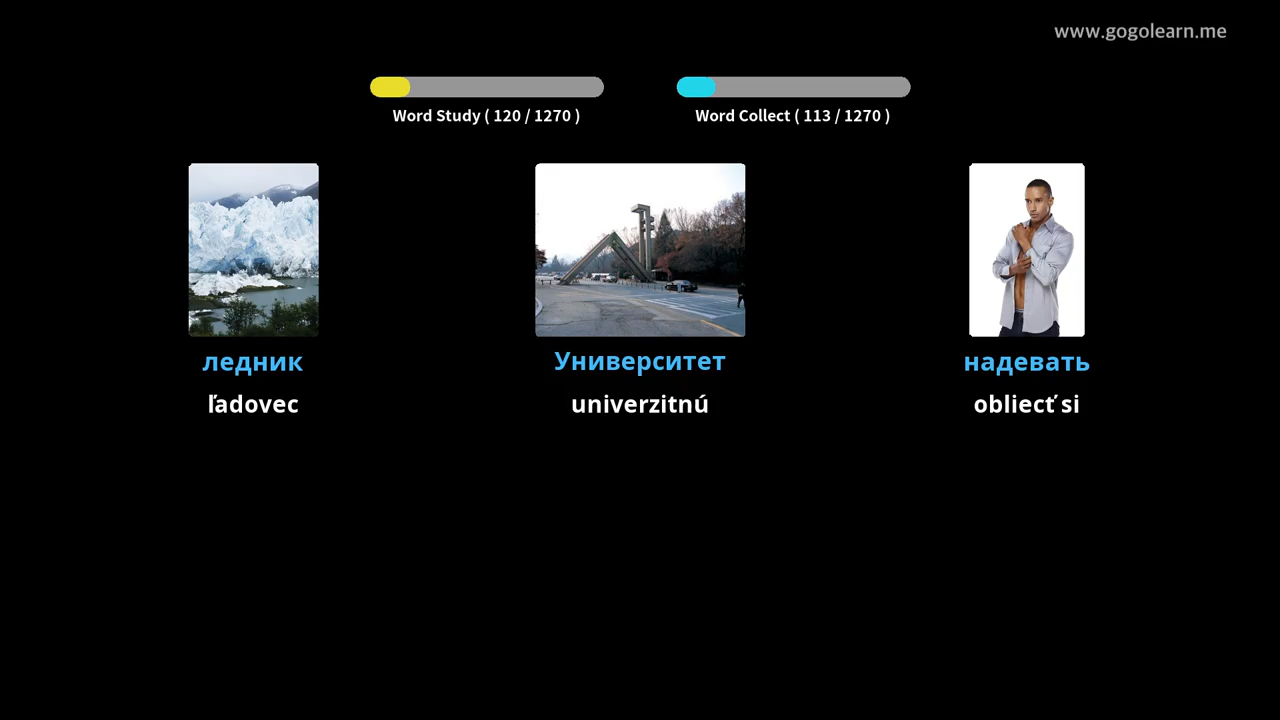 www.gogolearn.me
Word Study ( 120 / 1270 )
Word Collect ( 113 / 1270 )
ледник
Университет
надевать
ľadovec
univerzitnú
obliecť si